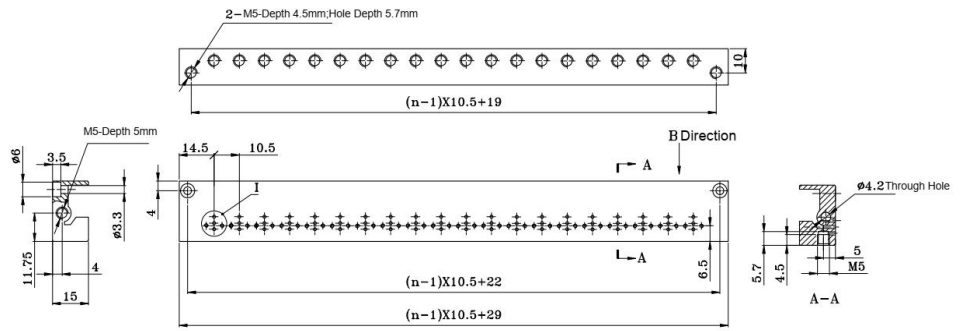 2-M5-Depth 4.5mm;Hole Depth 5.7mm
10
(n-1)X10.5+19
M5-Depth 5mm
B Direction
14.5
10.5
A
3.5
ø6
I
ø4.2 Through Hole
4
ø3.3
11.75
4
15
A
6.5
5.7
4.5
5
M5
(n-1)X10.5+22
A-A
(n-1)X10.5+29